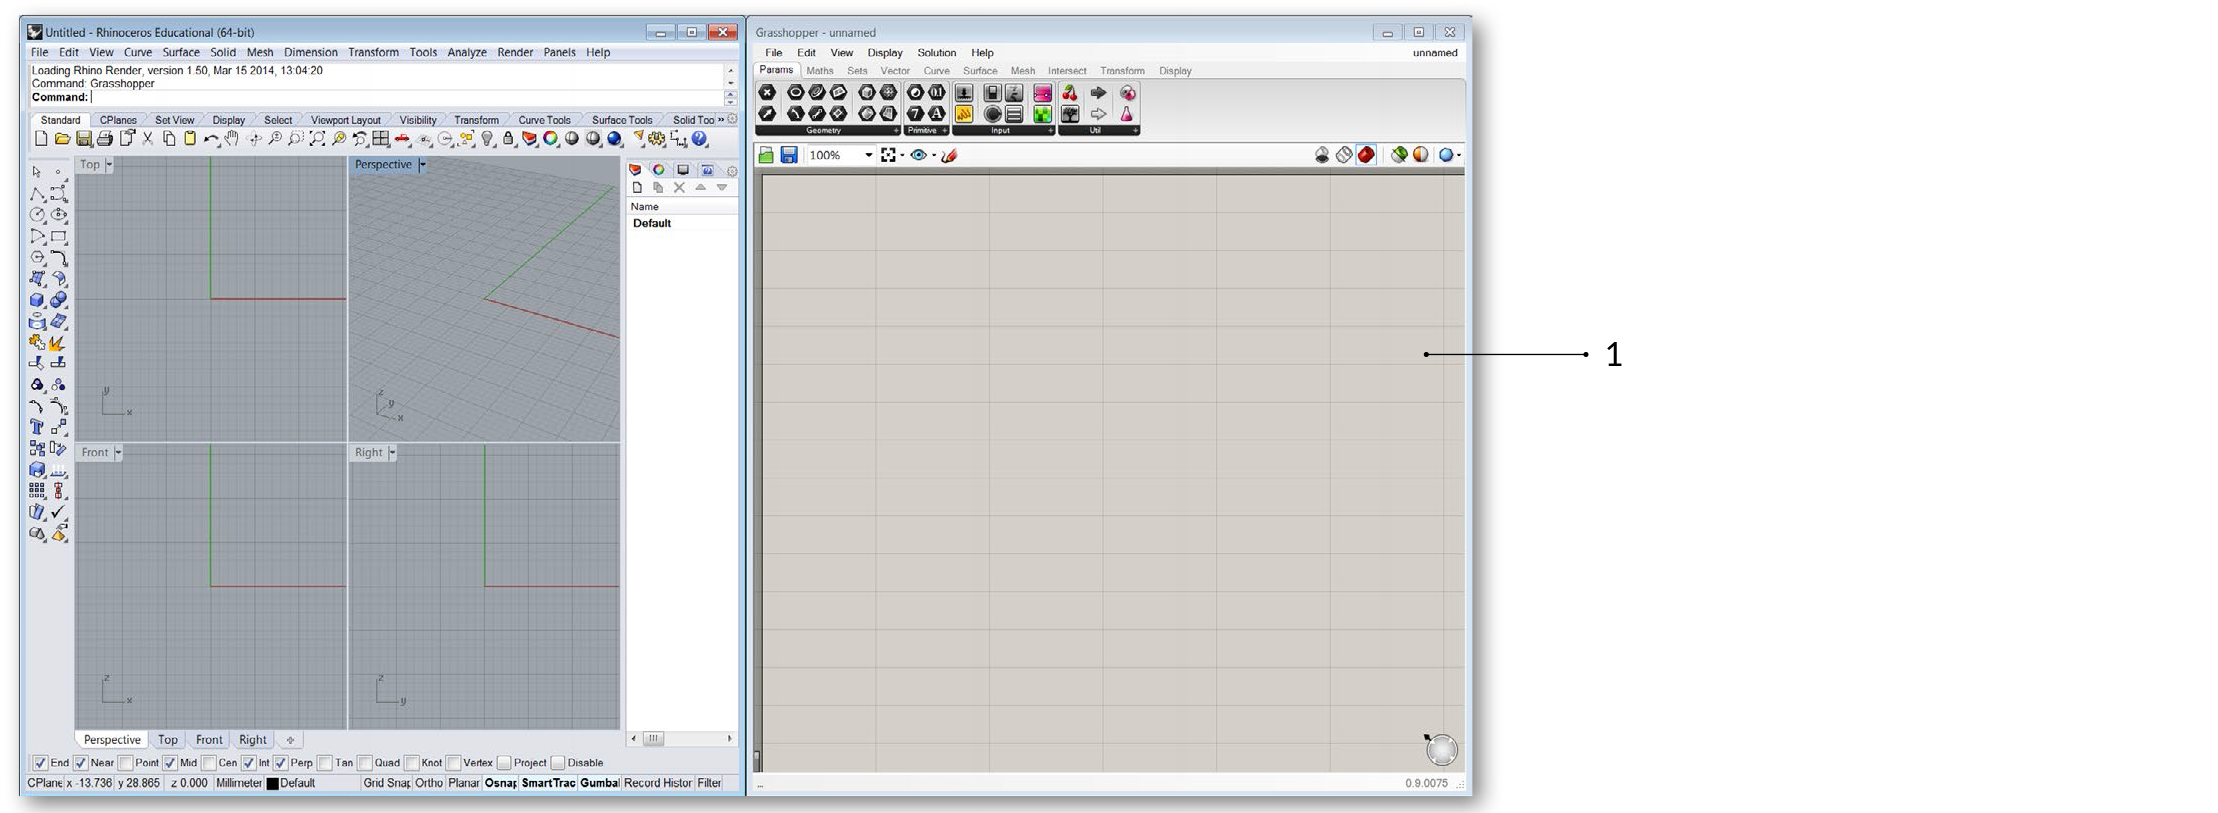 Untitled - Rhinoceros Educational (64-bit)
File Edit View Curve Surface Solid Mesh Dimension Transform Tools Analyze Render Panels Help
Loading Rhino Render, version 1.50, Mar 15 2014, 13:04:20
Command: Grasshopper
Command:
Standard CPlanes Set View Display Select Viewport Layout Visibility Transform Curve Tools Surface Tools Solid Too »
Top
Perspective
Name
Default
y
x
z
y
x
Front
Right
z
x
z
y
Perspective Top Front Right
End Near Point Mid Cen Int Perp Tan Quad Knot Vertex Project Disable
CPlane x -13.736 y 28.865 z 0.000 Millimeter Default Grid Snap Ortho Planar Osnap SmartTrac Gumbal Record Histor Filter
Grasshopper - unnamed
File Edit View Display Solution Help unnamed
Params Maths Sets Vector Curve Surface Mesh Intersect Transform Display
Geometry + Primitive + Input + Util +
100%
1
... 0.9.0075